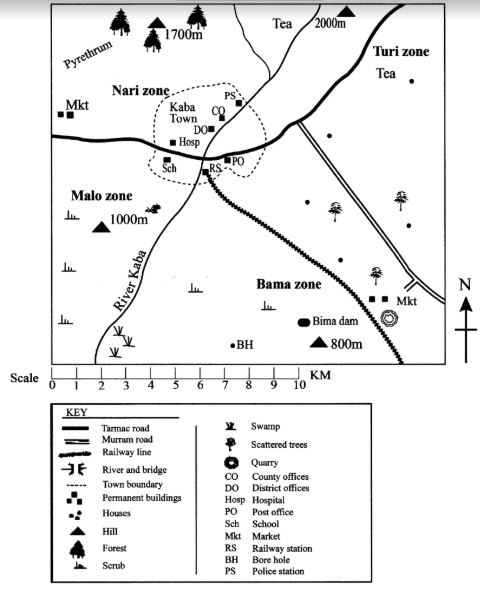 Tea
2000m
1700m
Turi zone
Pyrethrum
Tea
Nari zone
PS
Mkt
Kaba
Town
CO
DO
Hosp
Sch
RS
PO
Malo zone
1000m
River Kaba
Bama zone
N
Mkt
Bima dam
BH
800m
Scale
0 1 2 3 4 5 6 7 8 9 10 KM
KEY
Tarmac road
Murram road
Railway line
River and bridge
Town boundary
Permanent buildings
Houses
Hill
Forest
Scrub
Swamp
Scattered trees
Quarry
CO County offices
DO District offices
Hosp Hospital
PO Post office
Sch School
Mkt Market
RS Railway station
BH Bore hole
PS Police station